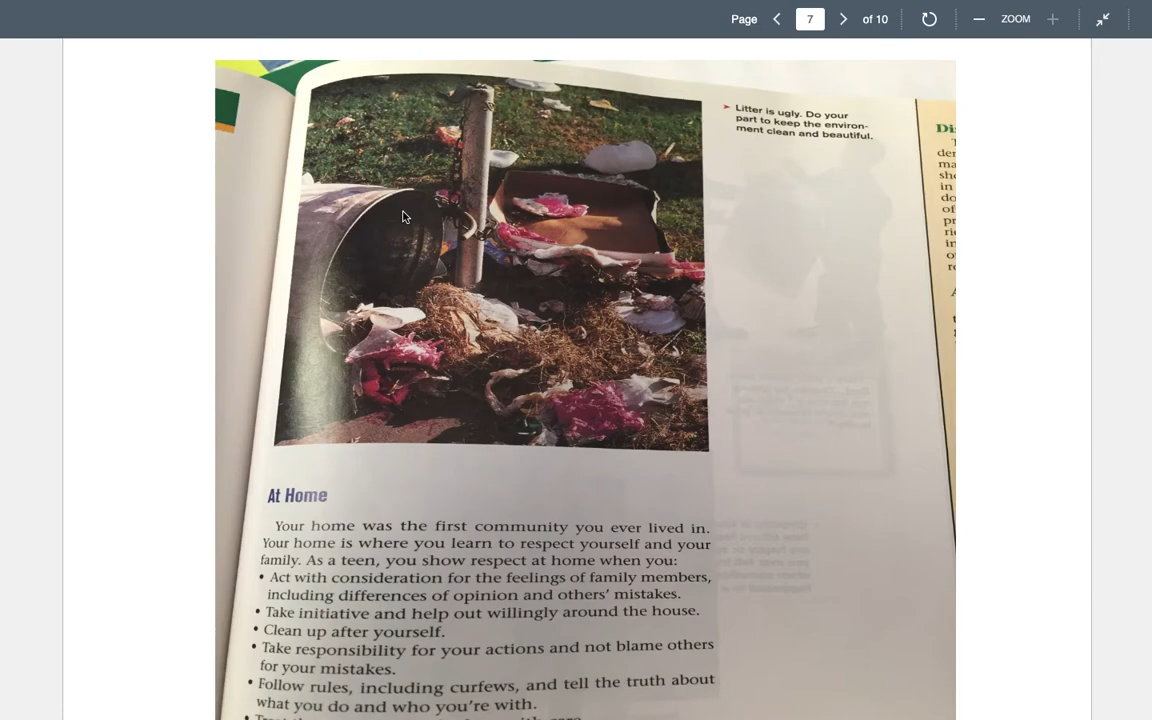 Page
7
of 10
ZOOM
Litter is ugly. Do your
part to keep the environ-
ment clean and beautiful.
At Home
Your home was the first community you ever lived in.
Your home is where you learn to respect yourself and your
family. As a teen, you show respect at home when you:
• Act with consideration for the feelings of family members,
including differences of opinion and others' mistakes.
• Take initiative and help out willingly around the house.
• Clean up after yourself.
• Take responsibility for your actions and not blame others
for your mistakes.
• Follow rules, including curfews, and tell the truth about
what you do and who you're with.